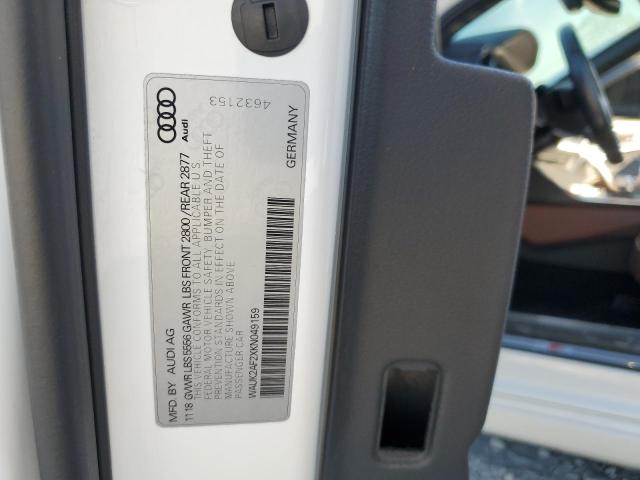 MFD. BY AUDI AG
11 18 GVWR LBS 5556 GAWR LBS FRONT 2800 / REAR 2877
THIS VEHICLE CONFORMS TO ALL APPLICABLE U S
FEDERAL MOTOR VEHICLE SAFETY, BUMPER AND THEFT
PREVENTION STANDARDS IN EFFECT ON THE DATE OF
MANUFACTURE SHOWN ABOVE
PASSENGER CAR
WAUK2AF2XKN049159
Audi
4632153
GERMANY